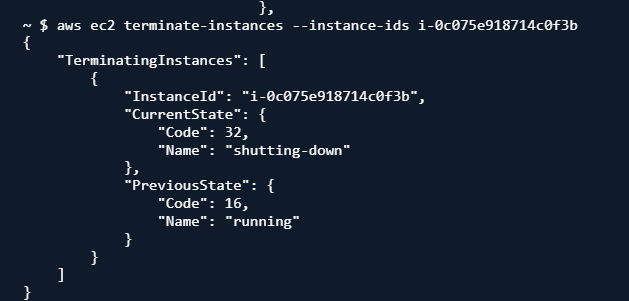 },
~ $ aws ec2 terminate-instances --instance-ids i-0c075e918714c0f3b
{
    "TerminatingInstances": [
        {
            "InstanceId": "i-0c075e918714c0f3b",
            "CurrentState": {
                "Code": 32,
                "Name": "shutting-down"
            },
            "PreviousState": {
                "Code": 16,
                "Name": "running"
            }
        }
    ]
}